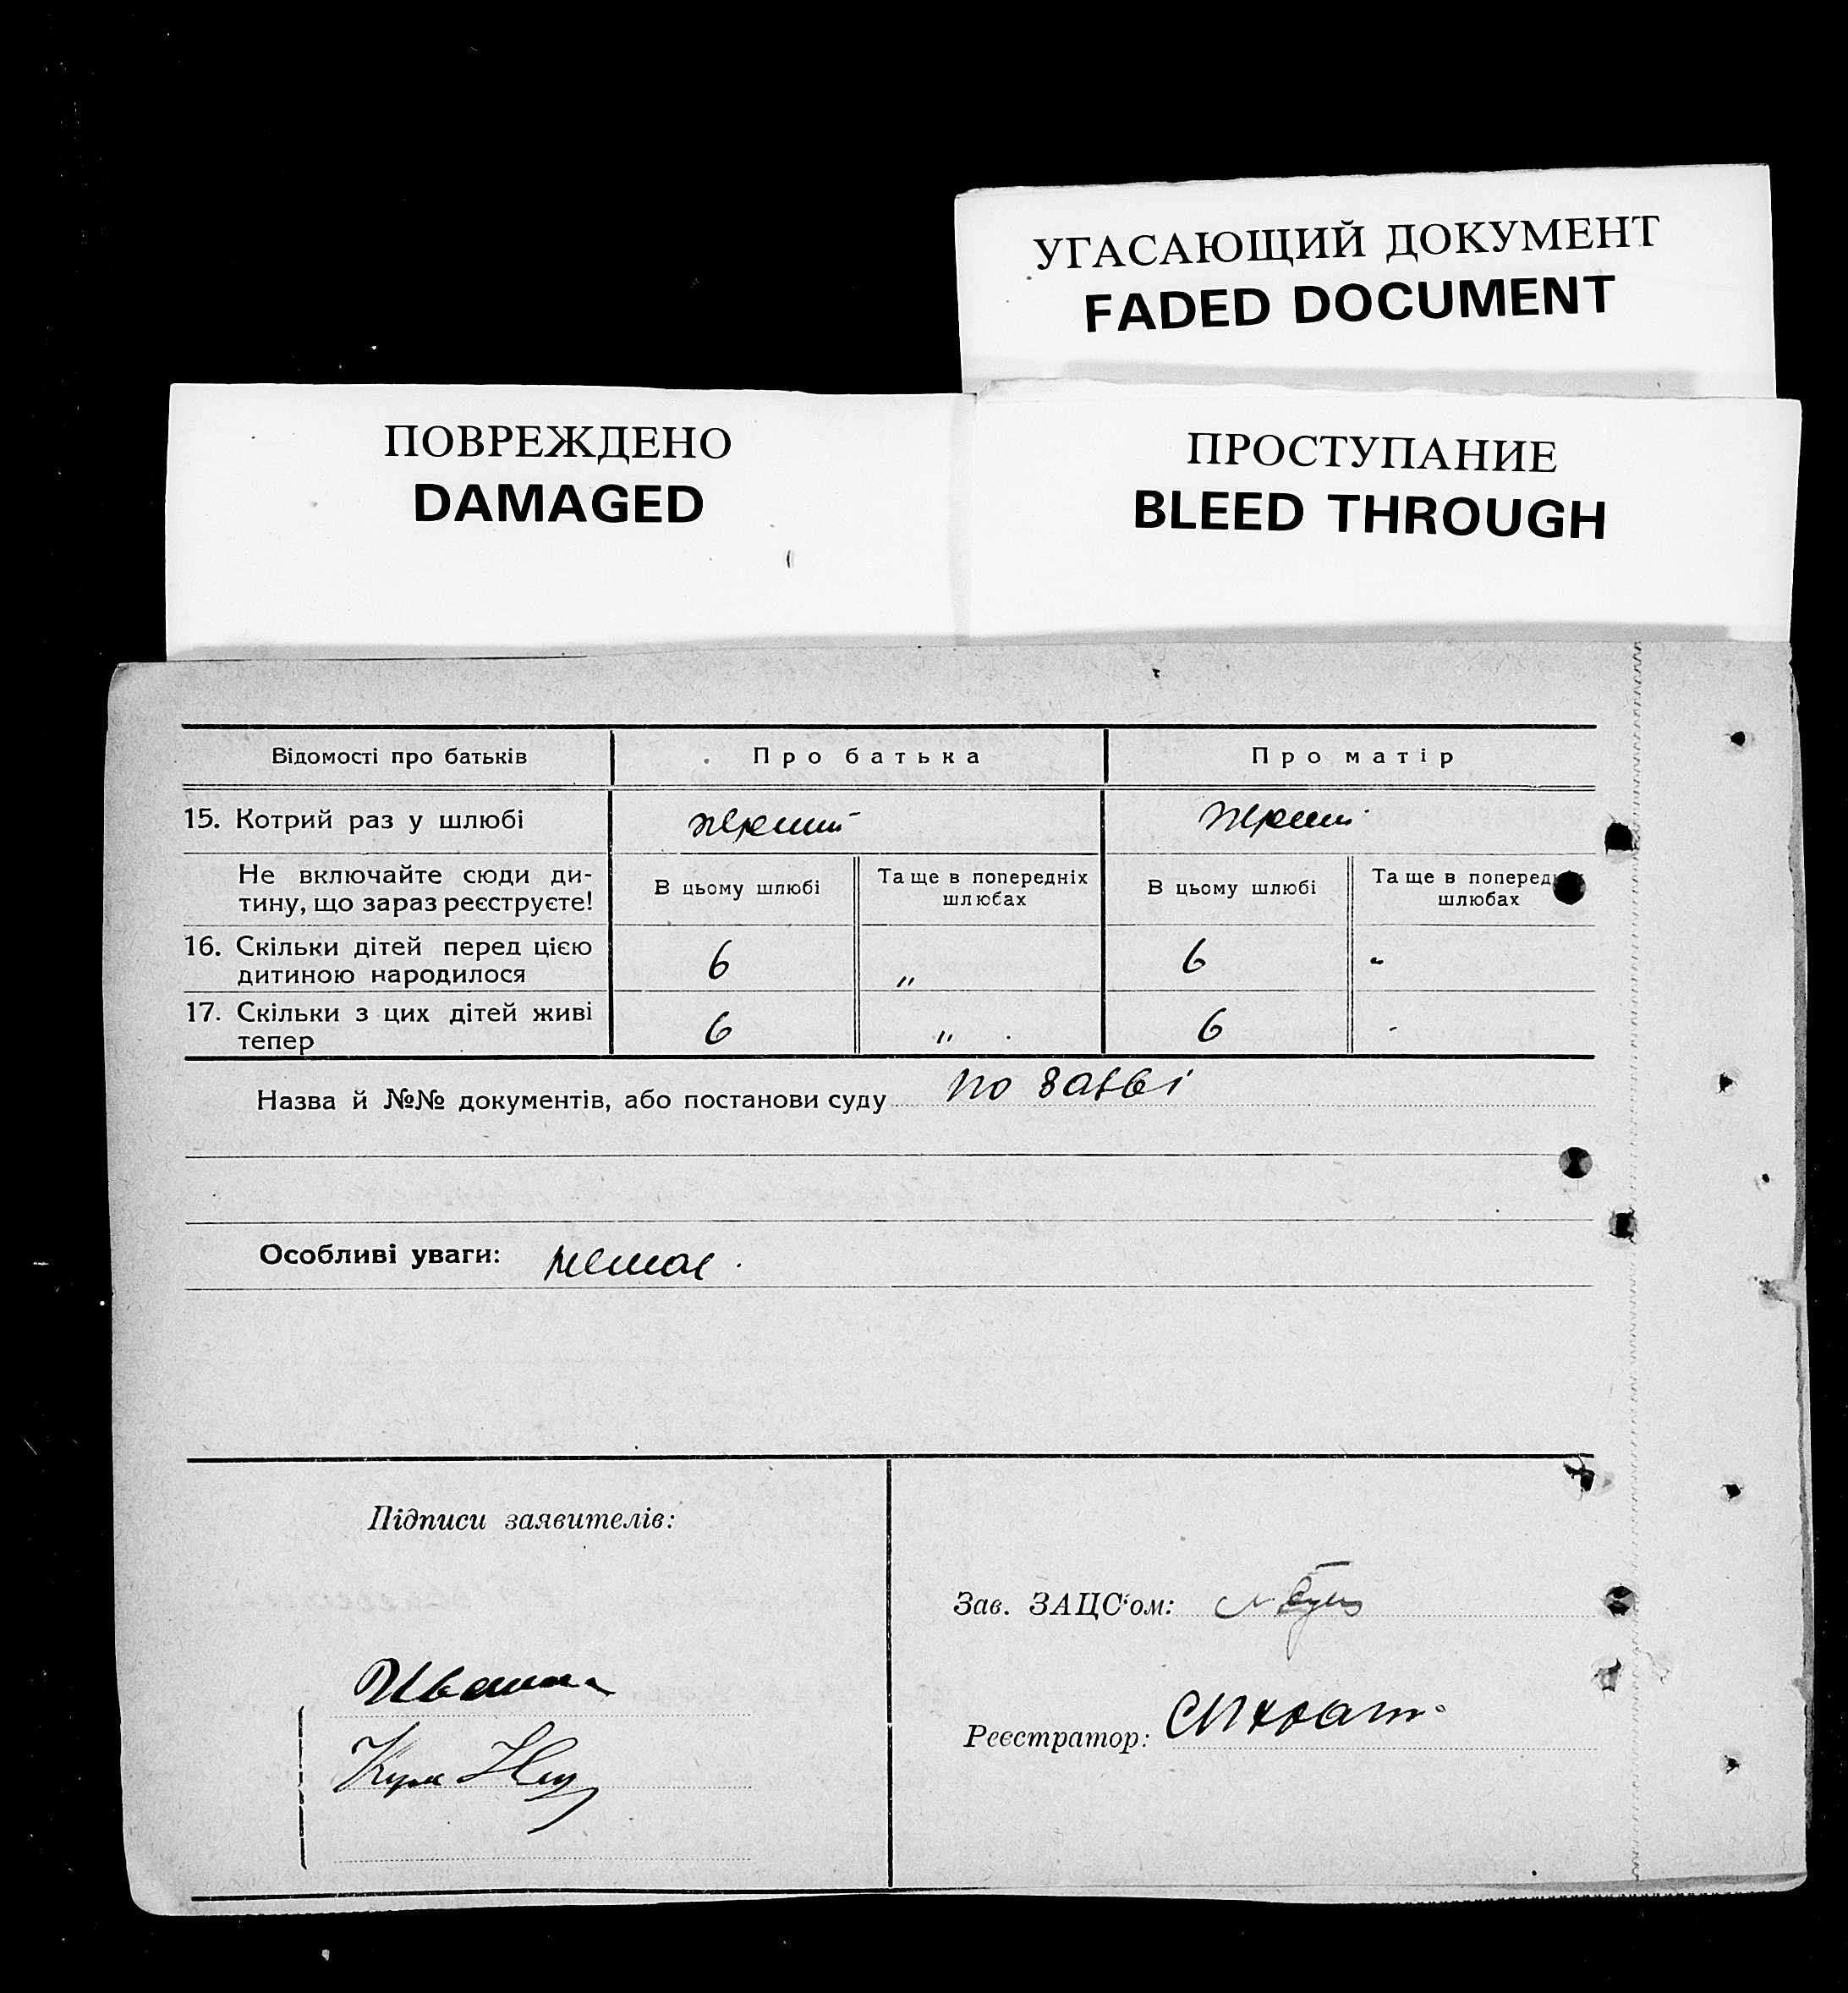 УГАСАЮЩИЙ ДОКУМЕНТ
FADED DOCUMENT
ПОВРЕЖДЕНО
DAMAGED
ПРОСТУПАНИЕ
BLEED THROUGH
Відомості про батьків Про батька Про матір
15. Котрий раз у шлюбі перший перший
Не включайте сюди ди-
тину, що зараз реєструєте!
В цьому шлюбі
Та ще в попередніх
шлюбах
В цьому шлюбі
Та ще в поперед
шлюбах
16. Скільки дітей перед цією
дитиною народилося 6 „ 6 „
17. Скільки з цих дітей живі
тепер 6 „ 6 -
Назва й №№ документів, або постанови суду по заяві
Особливі уваги: немає.
Підписи заявителів:
Зав. ЗАЦС‘ом:
Реєстратор: